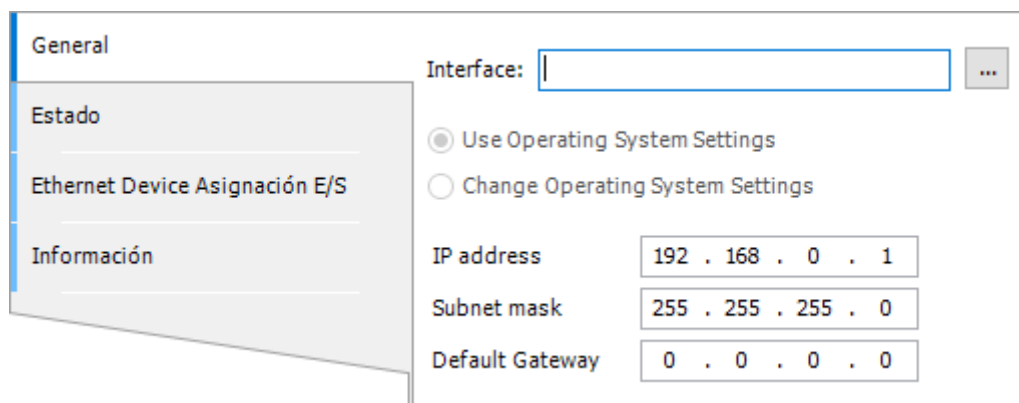 General
Interface:
...
Estado
Use Operating System Settings
Ethernet Device Asignación E/S
Change Operating System Settings
Información
IP address 192 . 168 . 0 . 1
Subnet mask 255 . 255 . 255 . 0
Default Gateway 0 . 0 . 0 . 0